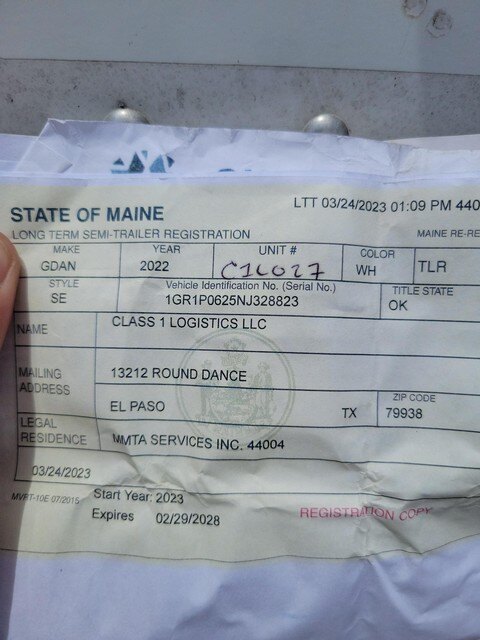 LTT 03/24/2023 01:09 PM 440
STATE OF MAINE
LONG TERM SEMI-TRAILER REGISTRATION
MAINE RE-RE
MAKE YEAR UNIT # COLOR
GDAN 2022 C1L027 WH TLR
STYLE Vehicle Identification No. (Serial No.) TITLE STATE
SE 1GR1P0625NJ328823 OK
NAME CLASS 1 LOGISTICS LLC
MAILING ADDRESS 13212 ROUND DANCE
ZIP CODE
EL PASO TX 79938
LEGAL RESIDENCE MMTA SERVICES INC. 44004
03/24/2023
MVRT-10E 07/2015 Start Year: 2023
Expires 02/29/2028
REGISTRATION COPY